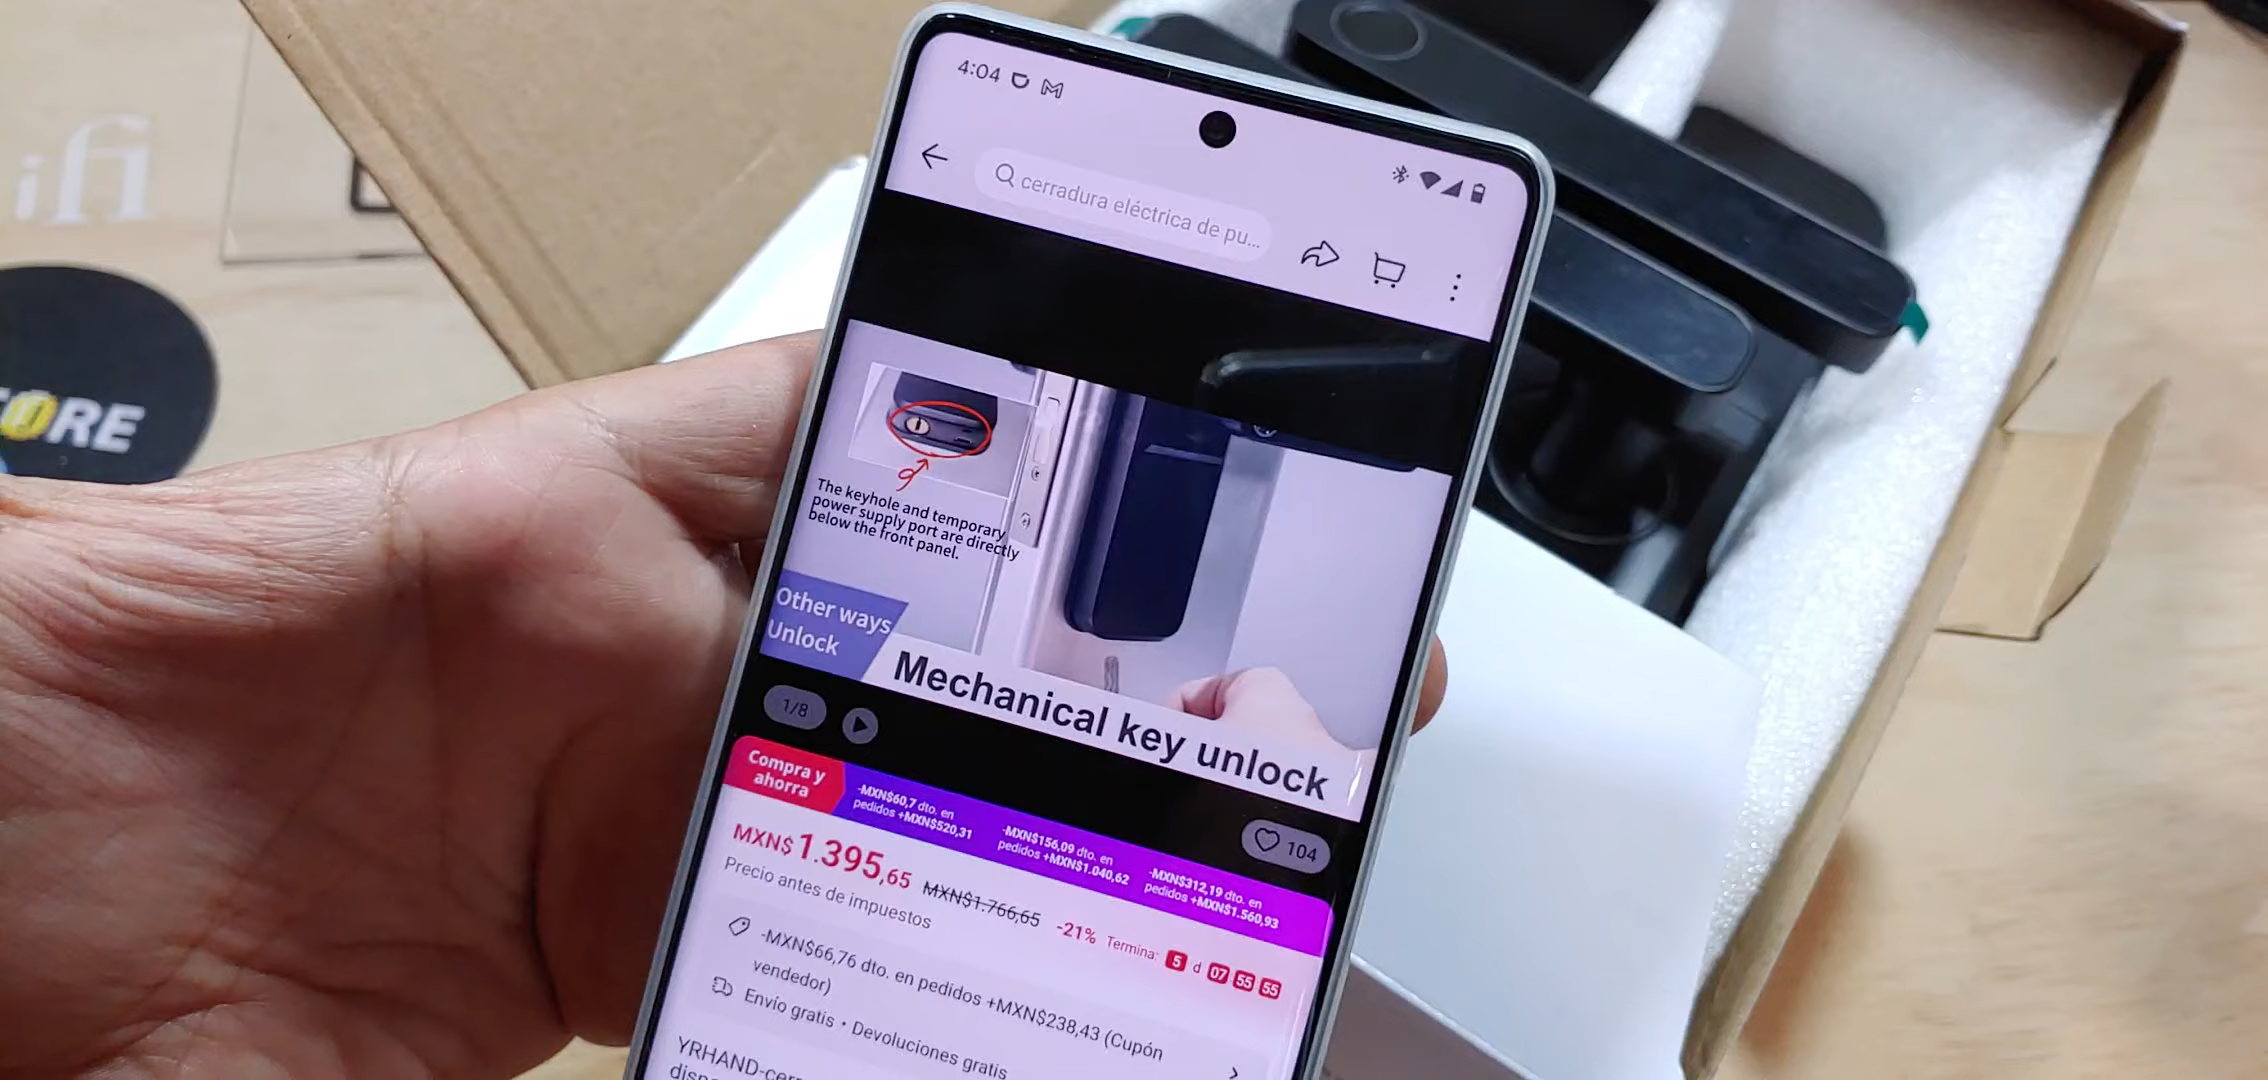 4:04
cerradura eléctrica de pu...
The keyhole and temporary
power supply port are directly
below the front panel.
Other ways
Unlock
Mechanical key unlock
1/8
104
Compra y
ahorra
-MXN$60,7 dto. en
pedidos +MXN$520,31
-MXN$156,09 dto. en
pedidos +MXN$1.040,62
-MXN$312,19 dto. en
pedidos +MXN$1.560,93
MXN$1.395,65 MXN$1.766,65 -21% Termina: 5 d 07 55 55
Precio antes de impuestos
-MXN$66,76 dto. en pedidos +MXN$238,43 (Cupón
vendedor)
Envío gratis • Devoluciones gratis
YRHAND-cer
ifi
ORE